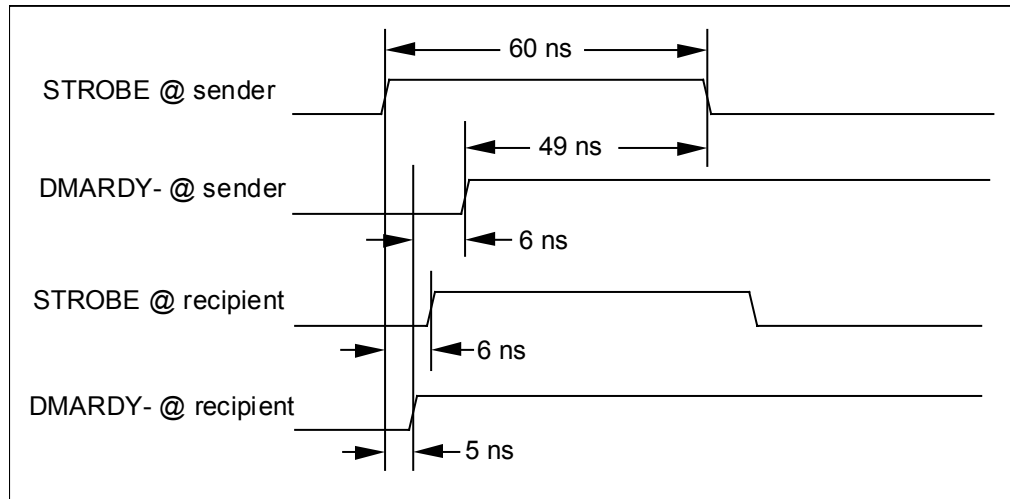 60 ns
STROBE @ sender
49 ns
DMARDY- @ sender
6 ns
STROBE @ recipient
6 ns
DMARDY- @ recipient
5 ns